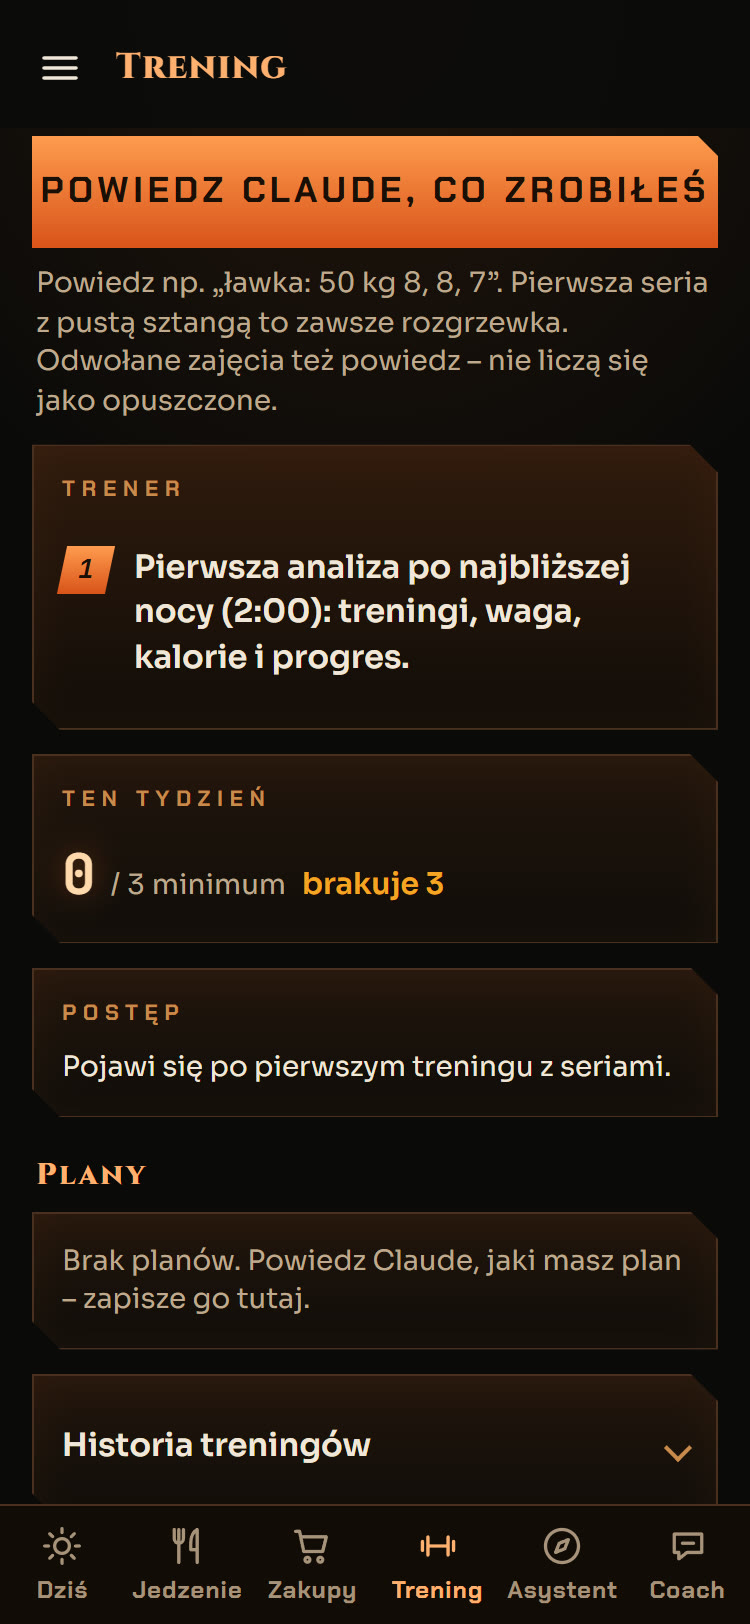 Trening
POWIEDZ CLAUDE, CO ZROBIŁEŚ
Powiedz np. „ławka: 50 kg 8, 8, 7”. Pierwsza seria
z pustą sztangą to zawsze rozgrzewka.
Odwołane zajęcia też powiedz – nie liczą się
jako opuszczone.
TRENER
1 Pierwsza analiza po najbliższej
nocy (2:00): treningi, waga,
kalorie i progres.
TEN TYDZIEŃ
0 / 3 minimum brakuje 3
POSTĘP
Pojawi się po pierwszym treningu z seriami.
Plany
Brak planów. Powiedz Claude, jaki masz plan
– zapisze go tutaj.
Historia treningów
Dziś Jedzenie Zakupy Trening Asystent Coach